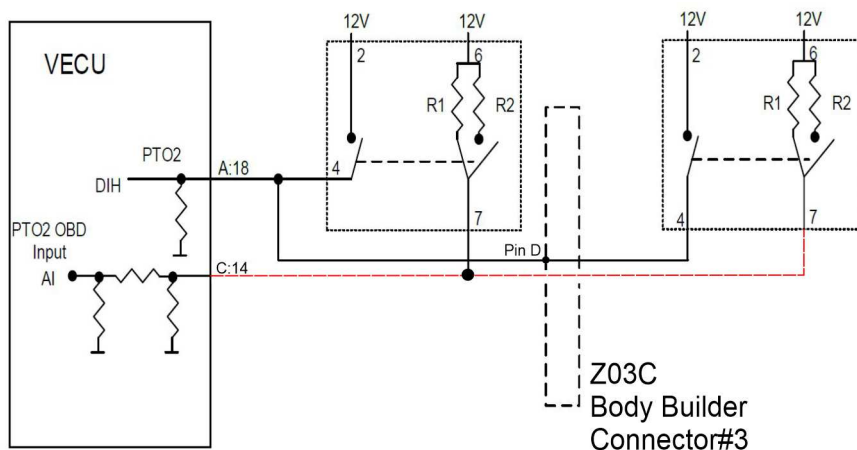 12V
12V
12V
12V
2
6
2
6
VECU
R1
R2
R1
R2
PTO2
A:18
4
DIH
7
4
7
PTO2 OBD
Input
Pin D
AI
C:14
Z03C
Body Builder
Connector#3